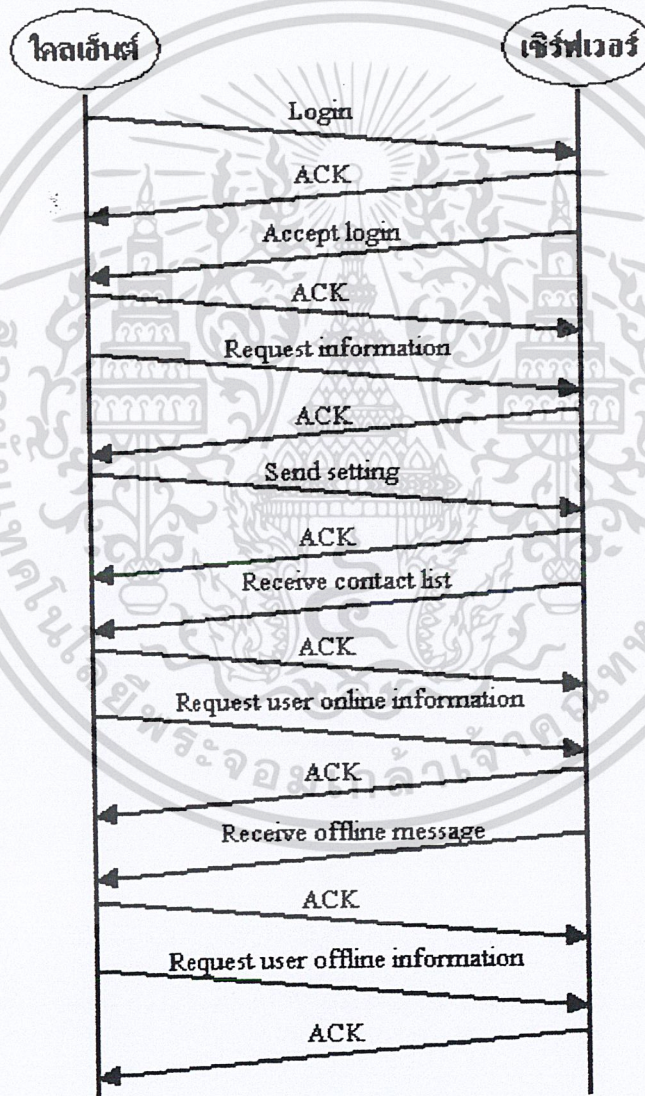 ไคลเอ็นต์
เซิร์ฟเวอร์
Login
ACK
Accept login
ACK
Request information
ACK
Send setting
ACK
Receive contact list
ACK
Request user online information
ACK
Receive offline message
ACK
Request user offline information
ACK